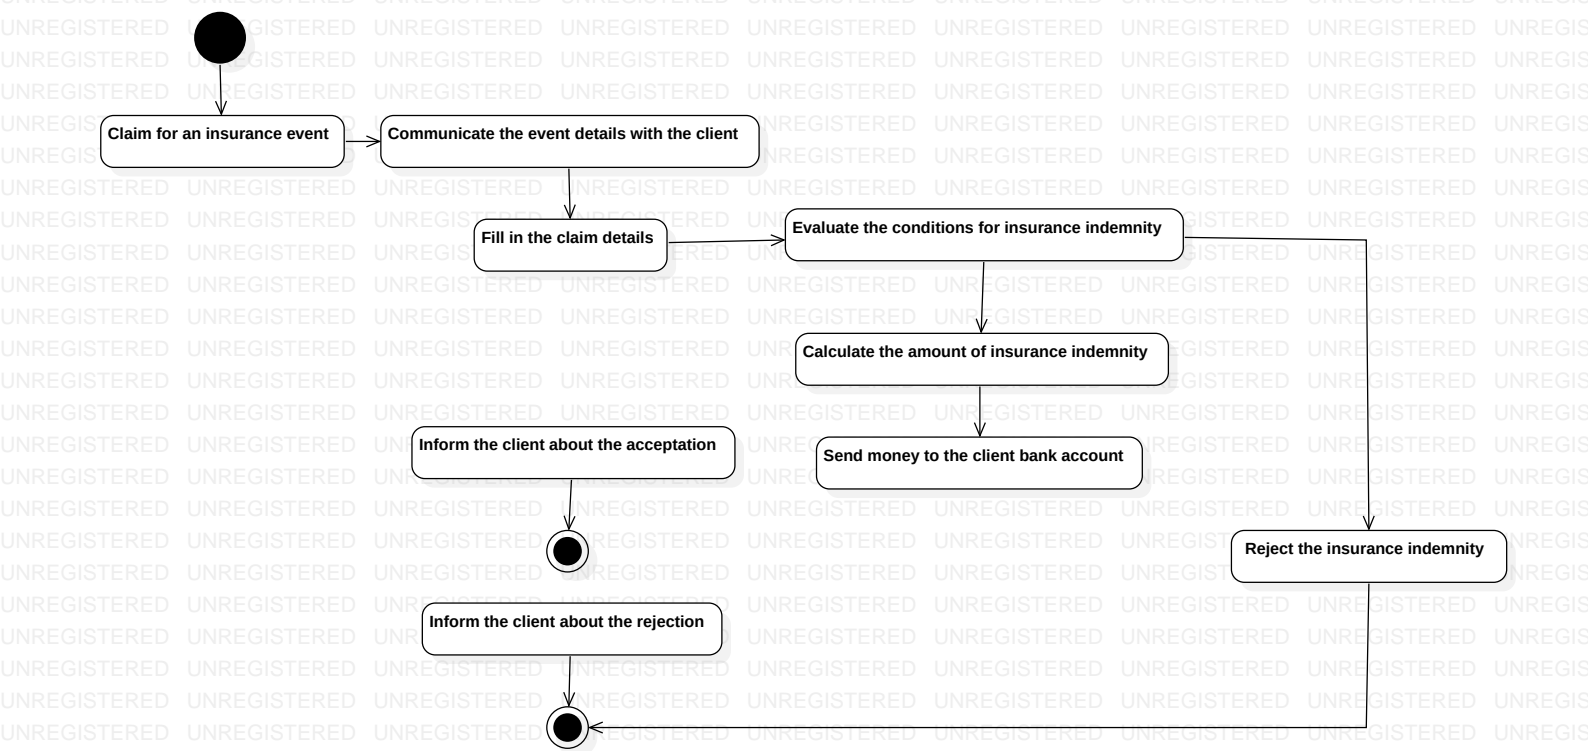 Claim for an insurance event
Communicate the event details with the client
Fill in the claim details
Evaluate the conditions for insurance indemnity
Calculate the amount of insurance indemnity
Inform the client about the acceptation
Send money to the client bank account
Reject the insurance indemnity
Inform the client about the rejection
UNREGISTERED